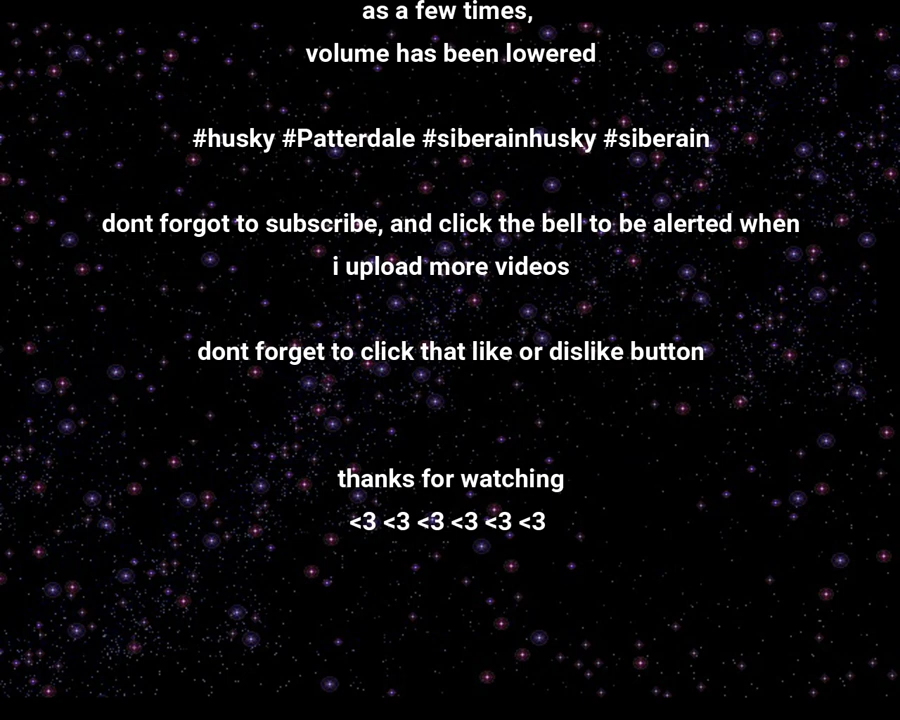 as a few times,
volume has been lowered
#husky #Patterdale #siberainhusky #siberain
dont forgot to subscribe, and click the bell to be alerted when
i upload more videos
dont forget to click that like or dislike button
thanks for watching
<3 <3 <3 <3 <3 <3